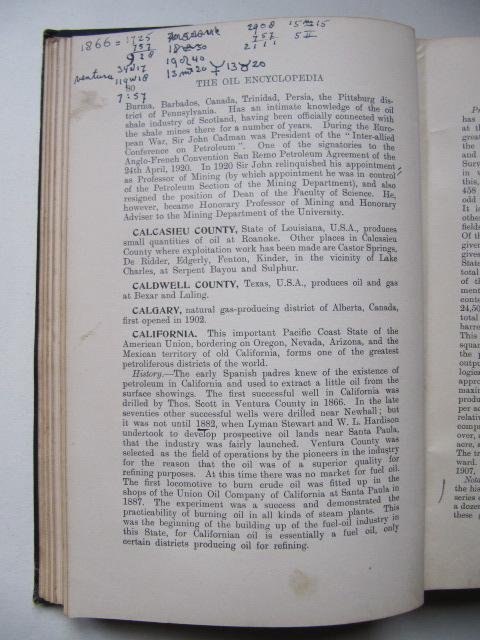 1866 = 1725
757
ventura
7:57
80 THE OIL ENCYCLOPEDIA
Burma, Barbados, Canada, Trinidad, Persia, the Pittsburg dis-
trict of Pennsylvania. Has an intimate knowledge of the oil
shale industry of Scotland, having been officially connected with
the shale mines there for a number of years. During the Euro-
pean War, Sir John Cadman was President of the "Inter-allied
Conference on Petroleum". One of the signatories to the
Anglo-French Convention San Remo Petroleum Agreement of the
24th April, 1920. In 1920 Sir John relinquished his appointment
as Professor of Mining (by which appointment he was in control
of the Petroleum Section of the Mining Department), and also
resigned the position of Dean of the Faculty of Science. He,
however, became Honorary Professor of Mining and Honorary
Adviser to the Mining Department of the University.
CALCASIEU COUNTY, State of Louisiana, U.S.A., produces
small quantities of oil at Roanoke. Other places in Calcasieu
County where exploitation work has been made are Castor Springs,
De Ridder, Edgerly, Fenton, Kinder, in the vicinity of Lake
Charles, at Serpent Bayou and Sulphur.
CALDWELL COUNTY, Texas, U.S.A., produces oil and gas
at Bexar and Luling.
CALGARY, natural gas-producing district of Alberta, Canada,
first opened in 1902.
CALIFORNIA. This important Pacific Coast State of the
American Union, bordering on Oregon, Nevada, Arizona, and the
Mexican territory of old California, forms one of the greatest
petroliferous districts of the world.
History.—The early Spanish padres knew of the existence of
petroleum in California and used to extract a little oil from the
surface showings. The first successful well in California was
drilled by Thos. Scott in Ventura County in 1866. In the late
seventies other successful wells were drilled near Newhall; but
it was not until 1882, when Lyman Stewart and W. L. Hardison
undertook to develop prospective oil lands near Santa Paula,
that the industry was fairly launched. Ventura County was
selected as the field of operations by the pioneers in the industry
for the reason that the oil was of a superior quality for
refining purposes. At this time there was no market for fuel oil.
The first locomotive to burn crude oil was fitted up in the
shops of the Union Oil Company of California at Santa Paula in
1887. The experiment was a success and demonstrated the
practicability of burning oil in all kinds of steam plants. This
was the beginning of the building up of the fuel-oil industry in
this State, for Californian oil is essentially a fuel oil, only
certain districts producing oil for refining.